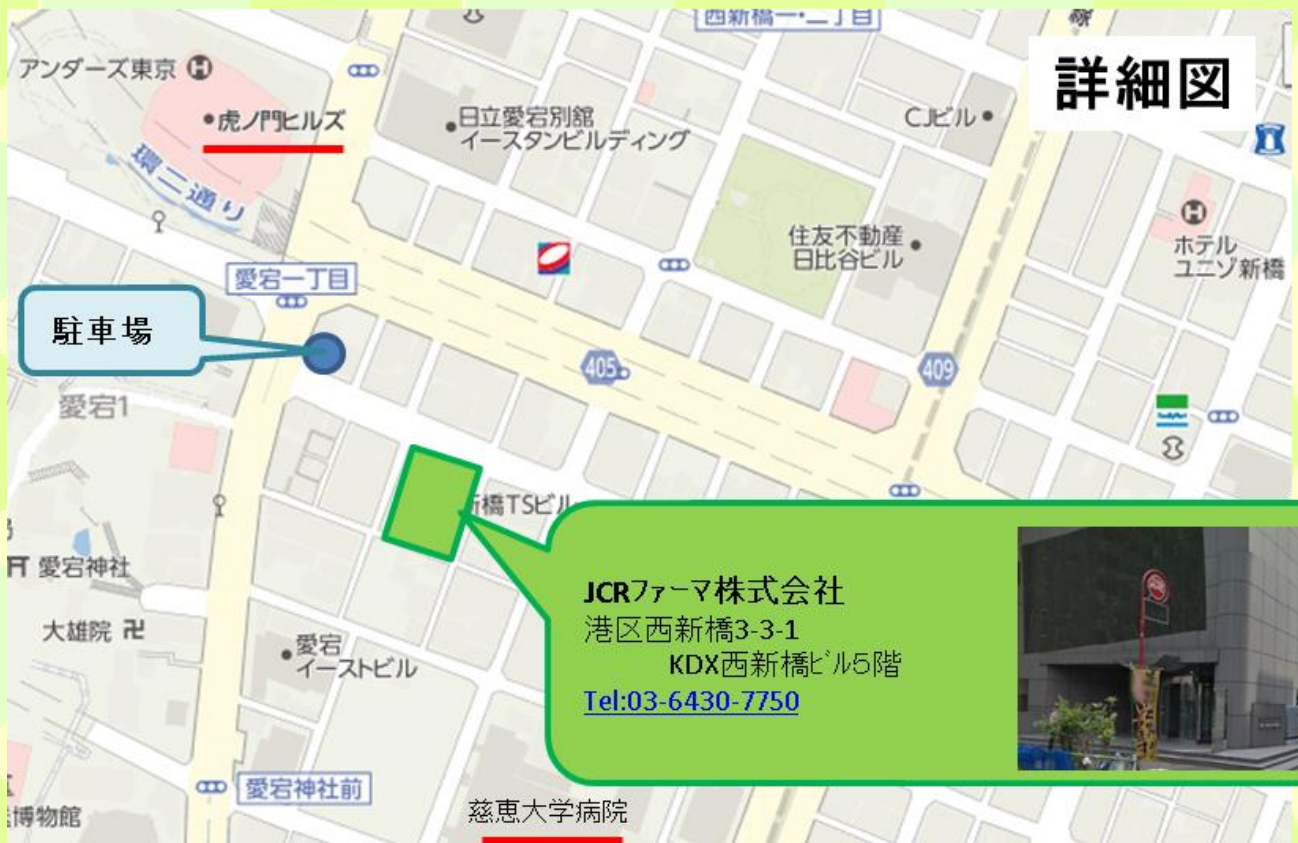 西新橋一・二丁目
詳細図
アンダーズ東京
虎ノ門ヒルズ
日立愛宕別館
イースタンビルディング
CJビル
環二通り
住友不動産
日比谷ビル
ホテル
ユニゾ新橋
愛宕一丁目
駐車場
405
409
愛宕1
新橋TSビル
愛宕神社
大雄院
愛宕
イーストビル
JCRファーマ株式会社
港区西新橋3-3-1
KDX西新橋ビル5階
Tel:03-6430-7750
愛宕神社前
博物館
慈恵大学病院